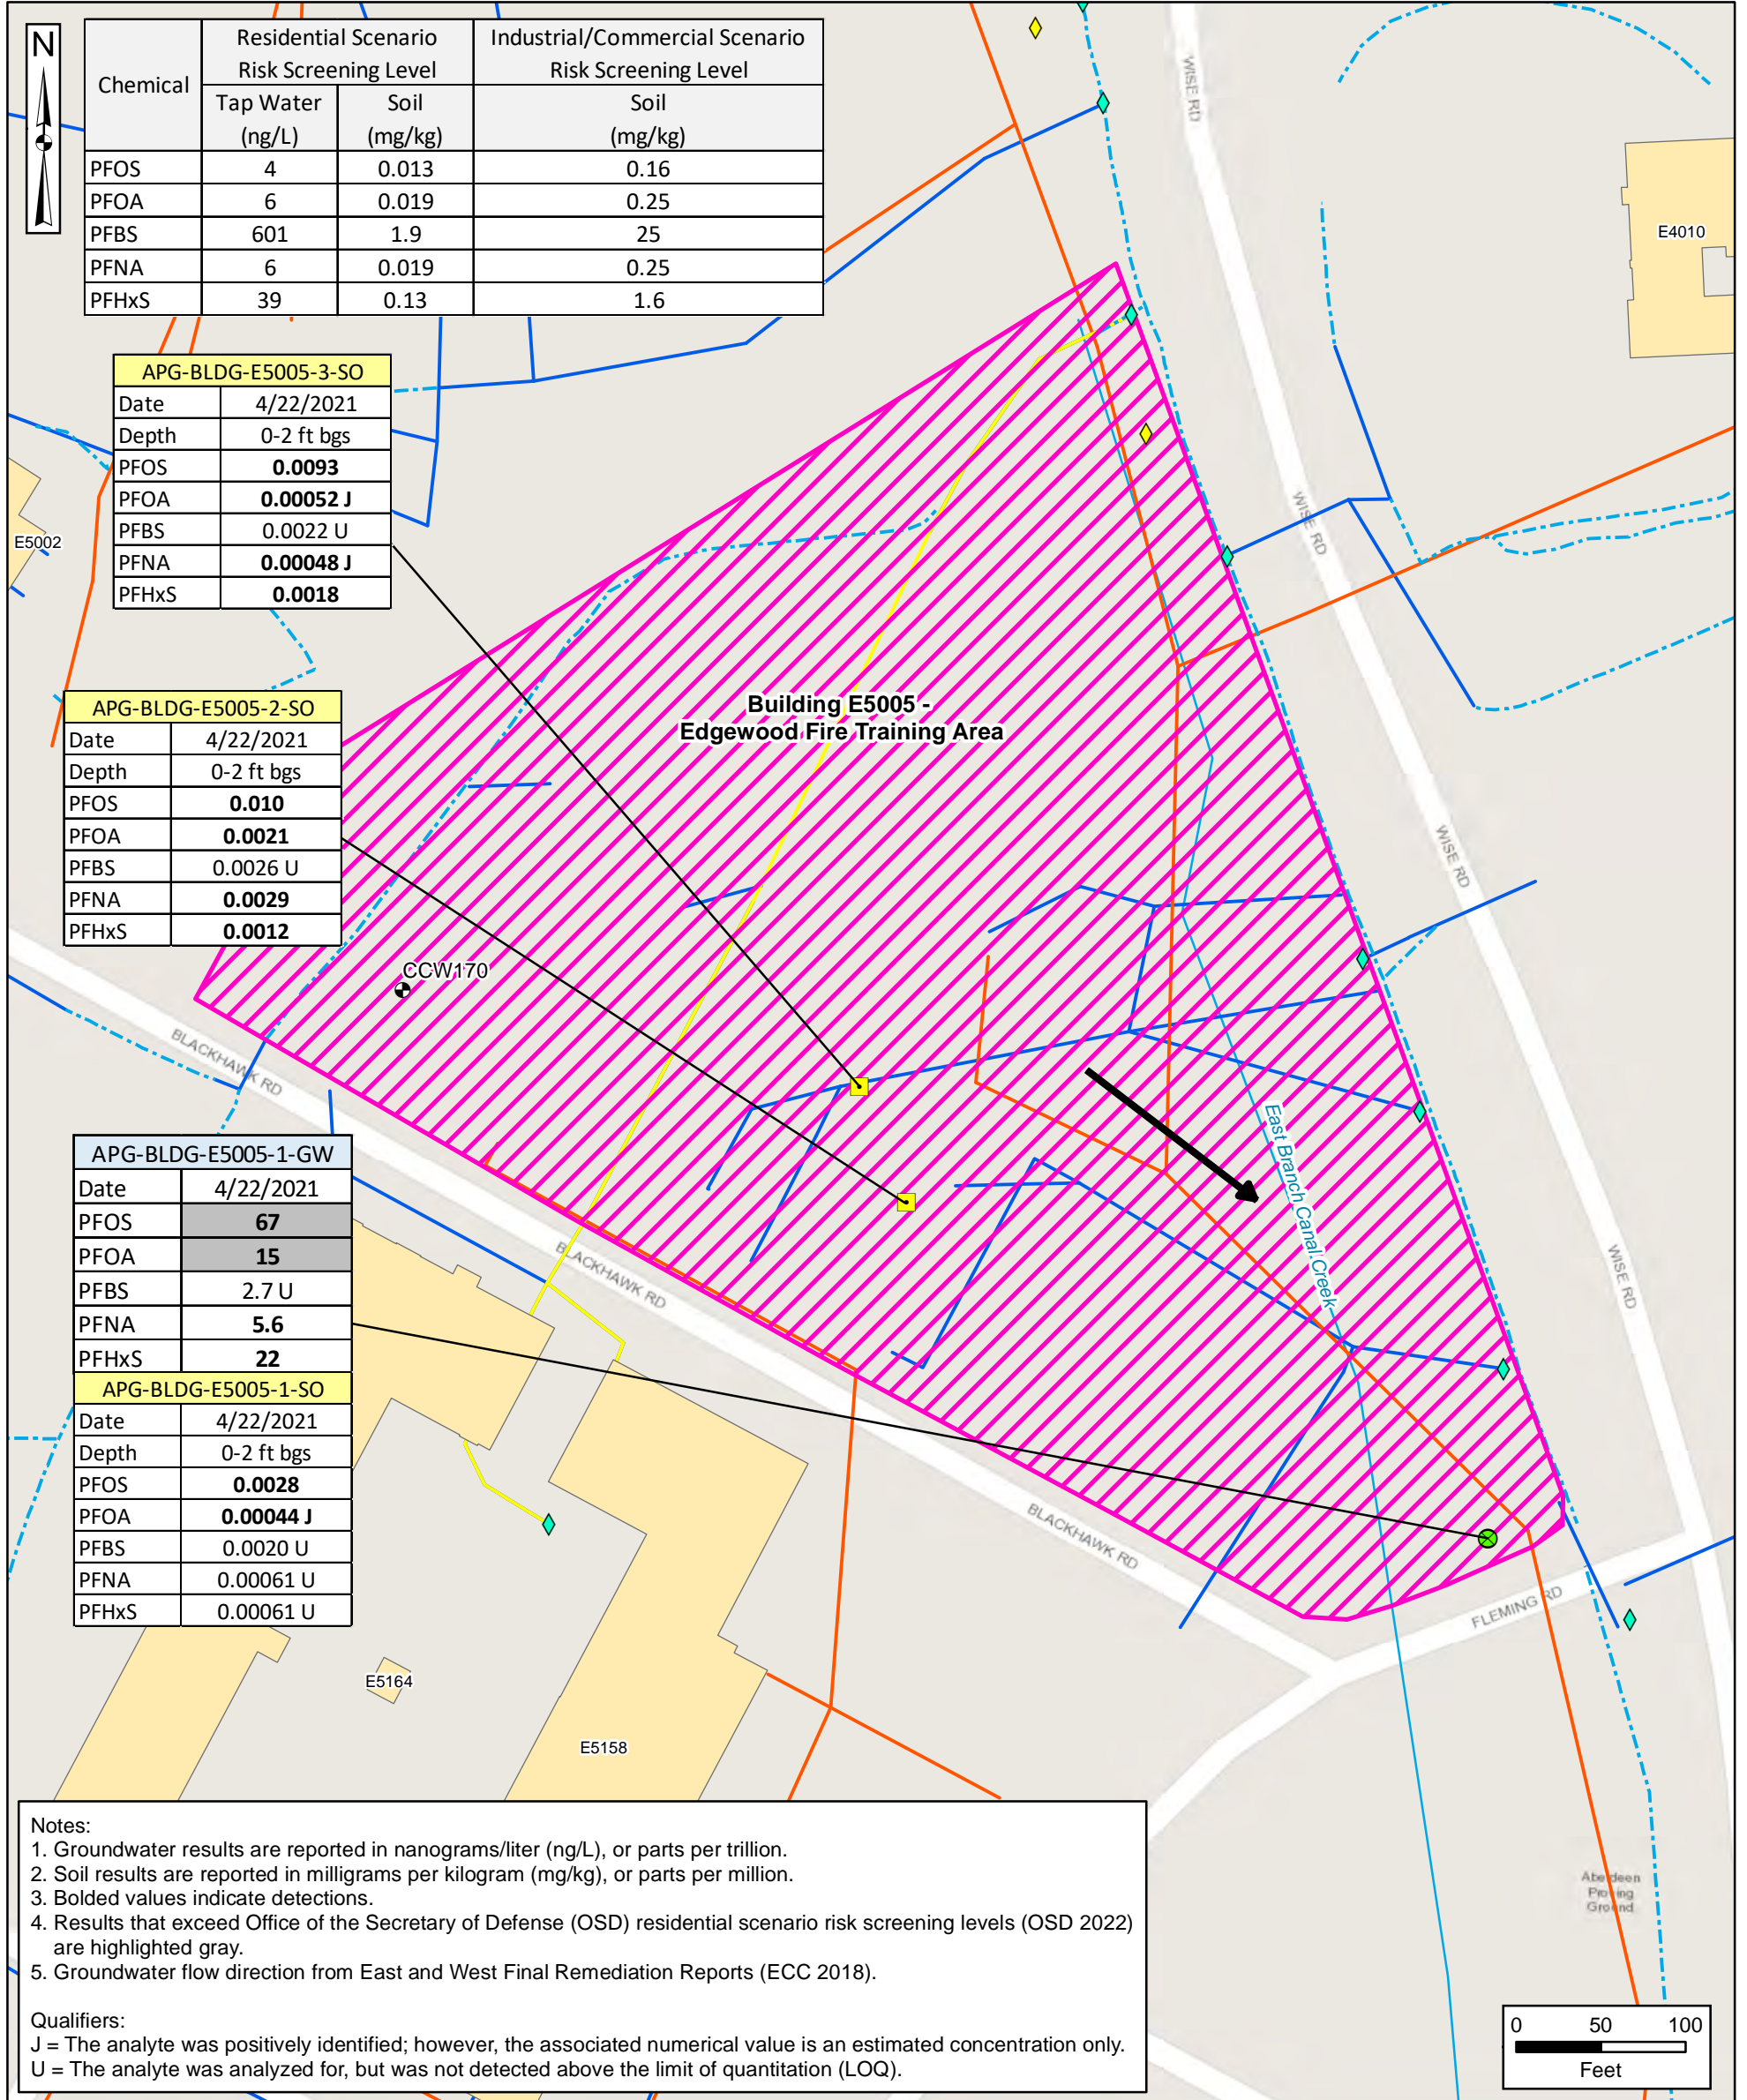 N
Chemical | Residential Scenario Risk Screening Level | Industrial/Commercial Scenario Risk Screening Level
Tap Water (ng/L) | Soil (mg/kg) | Soil (mg/kg)
PFOS | 4 | 0.013 | 0.16
PFOA | 6 | 0.019 | 0.25
PFBS | 601 | 1.9 | 25
PFNA | 6 | 0.019 | 0.25
PFHxS | 39 | 0.13 | 1.6
WISE RD
E4010
APG-BLDG-E5005-3-SO
Date | 4/22/2021
Depth | 0-2 ft bgs
PFOS | 0.0093
PFOA | 0.00052 J
PFBS | 0.0022 U
PFNA | 0.00048 J
PFHxS | 0.0018
E5002
WISE RD
APG-BLDG-E5005-2-SO
Date | 4/22/2021
Depth | 0-2 ft bgs
PFOS | 0.010
PFOA | 0.0021
PFBS | 0.0026 U
PFNA | 0.0029
PFHxS | 0.0012
Building E5005 -
Edgewood Fire Training Area
WISE RD
CCW170
BLACKHAWK RD
East Branch Canal Creek
WISE RD
BLACKHAWK RD
APG-BLDG-E5005-1-GW
Date | 4/22/2021
PFOS | 67
PFOA | 15
PFBS | 2.7 U
PFNA | 5.6
PFHxS | 22
APG-BLDG-E5005-1-SO
Date | 4/22/2021
Depth | 0-2 ft bgs
PFOS | 0.0028
PFOA | 0.00044 J
PFBS | 0.0020 U
PFNA | 0.00061 U
PFHxS | 0.00061 U
BLACKHAWK RD
FLEMING RD
E5164
E5158
Aberdeen
Proving
Ground
Notes:
1. Groundwater results are reported in nanograms/liter (ng/L), or parts per trillion.
2. Soil results are reported in milligrams per kilogram (mg/kg), or parts per million.
3. Bolded values indicate detections.
4. Results that exceed Office of the Secretary of Defense (OSD) residential scenario risk screening levels (OSD 2022)
are highlighted gray.
5. Groundwater flow direction from East and West Final Remediation Reports (ECC 2018).
Qualifiers:
J = The analyte was positively identified; however, the associated numerical value is an estimated concentration only.
U = The analyte was analyzed for, but was not detected above the limit of quantitation (LOQ).
0 50 100
Feet